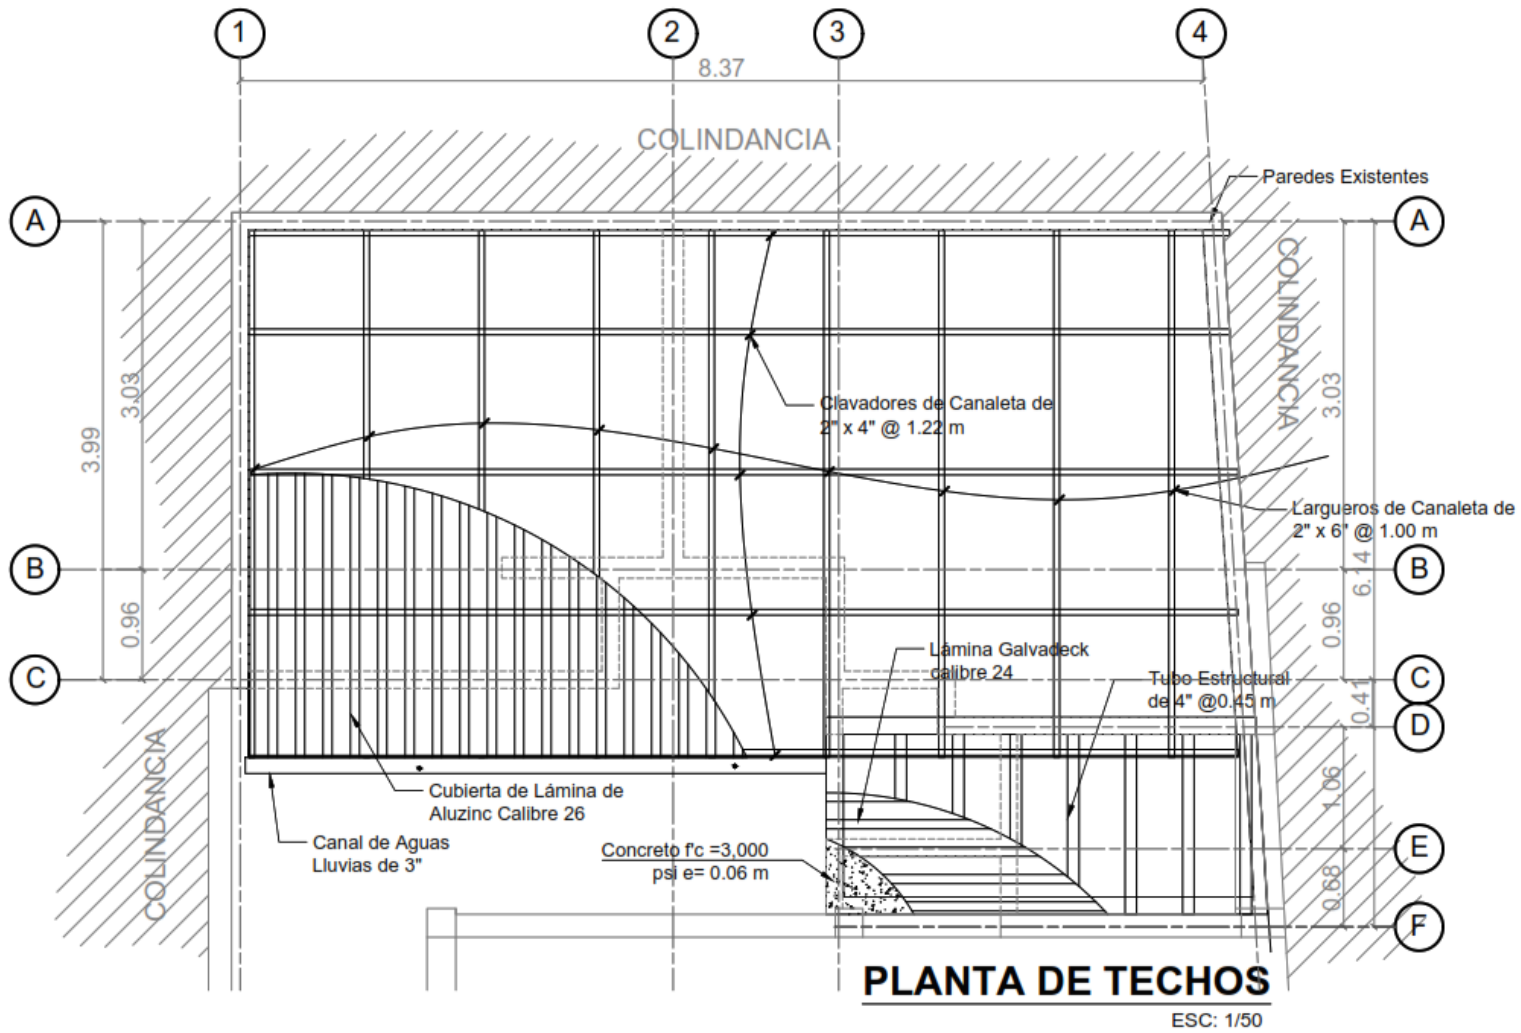 1
2
3
4
8.37
COLINDANCIA
Paredes Existentes
A
A
COLINDANCIA
3.03
3.99
3.03
Clavadores de Canaleta de
2" x 4" @ 1.22 m
Largueros de Canaleta de
2" x 6" @ 1.00 m
B
B
6.14
0.96
0.96
Lámina Galvadeck
calibre 24
Tubo Estructural
de 4" @0.45 m
C
C
0.41
D
COLINDANCIA
Cubierta de Lámina de
Aluzinc Calibre 26
1.06
Canal de Aguas
Lluvias de 3"
Concreto f'c =3,000
psi e= 0.06 m
E
0.68
F
PLANTA DE TECHOS
ESC: 1/50